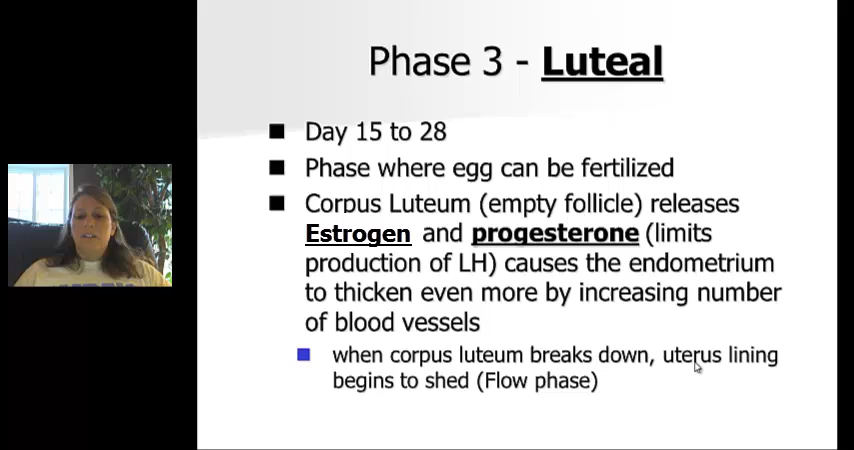 Phase 3 - Luteal
Day 15 to 28
Phase where egg can be fertilized
Corpus Luteum (empty follicle) releases
Estrogen and progesterone (limits
production of LH) causes the endometrium
to thicken even more by increasing number
of blood vessels
when corpus luteum breaks down, uterus lining
begins to shed (Flow phase)